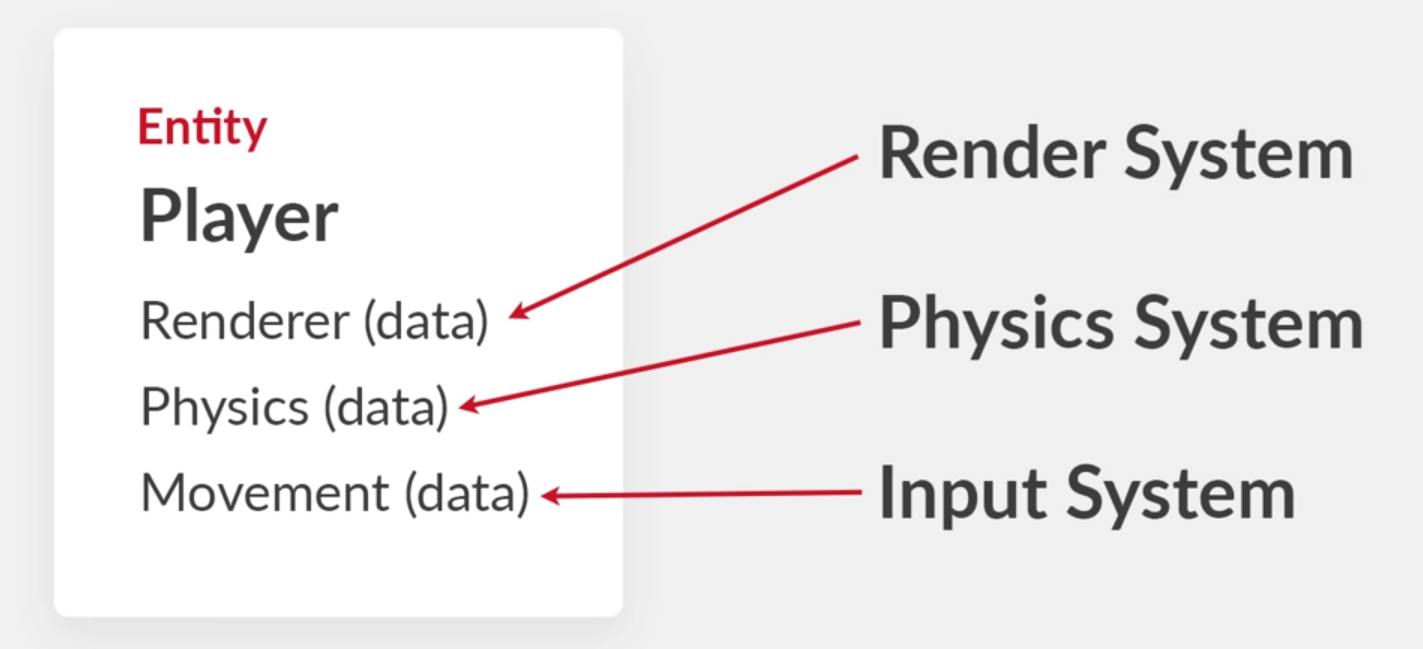 Entity
Player
Renderer (data)
Physics (data)
Movement (data)
Render System
Physics System
Input System